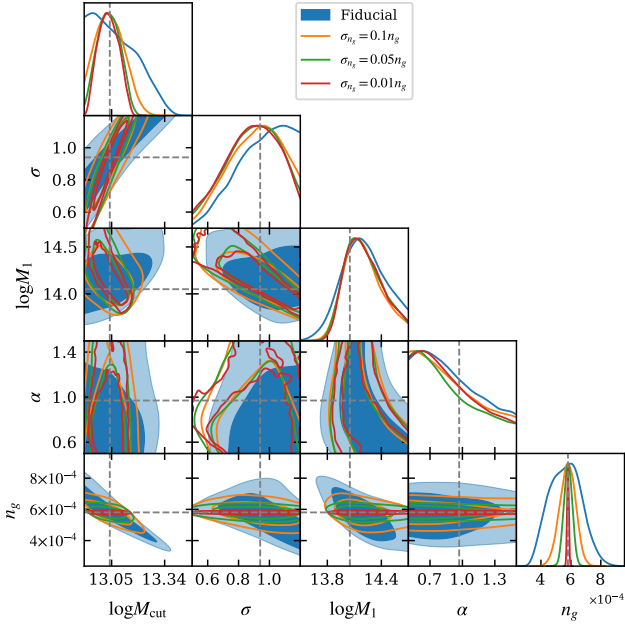 Fiducial
σ_{n_g} = 0.1n_g
σ_{n_g} = 0.05n_g
σ_{n_g} = 0.01n_g
σ
1.0
0.8
0.6
logM_1
14.5
14.0
α
1.4
1.0
0.6
n_g
8×10⁻⁴
6×10⁻⁴
4×10⁻⁴
13.05 13.34
0.6 0.8 1.0
13.8 14.4
0.7 1.0 1.3
4 6 8
×10⁻⁴
logM_cut
σ
logM_1
α
n_g